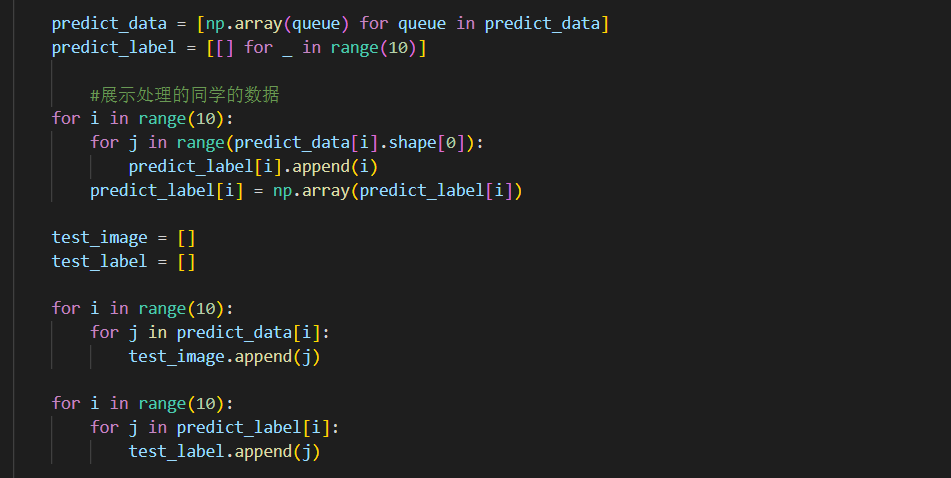 predict_data = [np.array(queue) for queue in predict_data]
predict_label = [[] for _ in range(10)]
#展示处理的同学的数据
for i in range(10):
for j in range(predict_data[i].shape[0]):
predict_label[i].append(i)
predict_label[i] = np.array(predict_label[i])
test_image = []
test_label = []
for i in range(10):
for j in predict_data[i]:
test_image.append(j)
for i in range(10):
for j in predict_label[i]:
test_label.append(j)